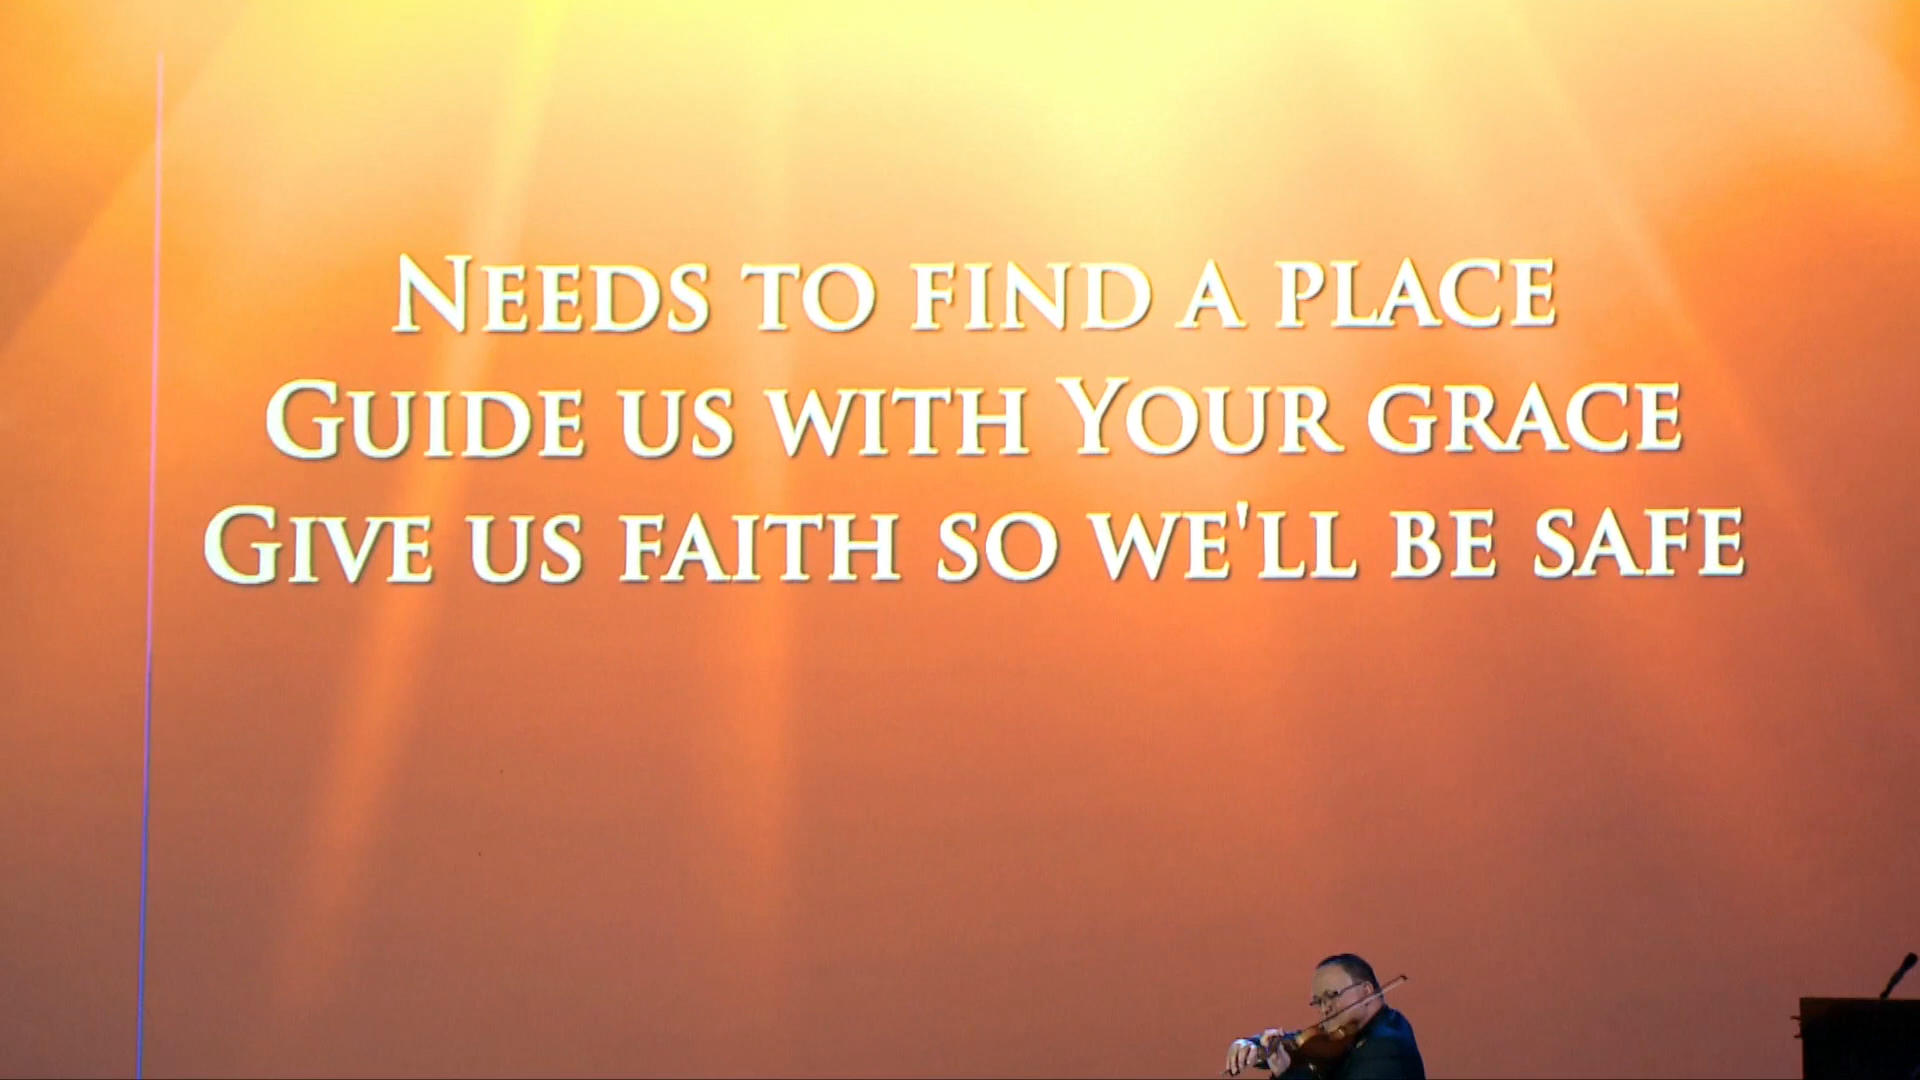 Needs to find a place
Guide us with Your grace
Give us faith so we'll be safe